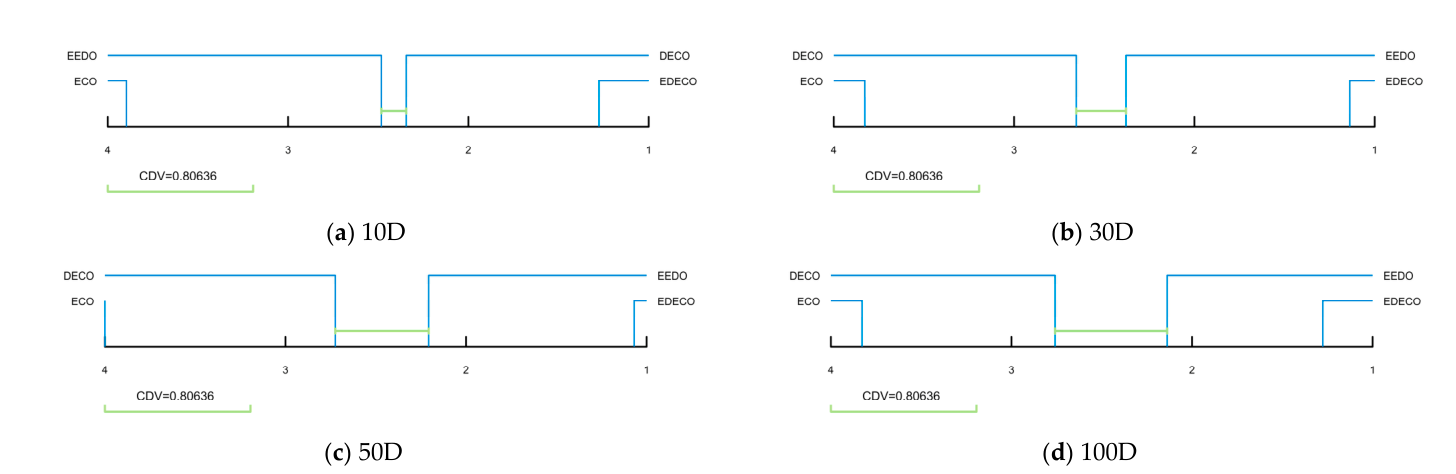 EEDO DECO
ECO EDECO
4 3 2 1
CDV=0.80636
(a) 10D
DECO EEDO
ECO EDECO
4 3 2 1
CDV=0.80636
(b) 30D
DECO EEDO
ECO EDECO
4 3 2 1
CDV=0.80636
(c) 50D
DECO EEDO
ECO EDECO
4 3 2 1
CDV=0.80636
(d) 100D